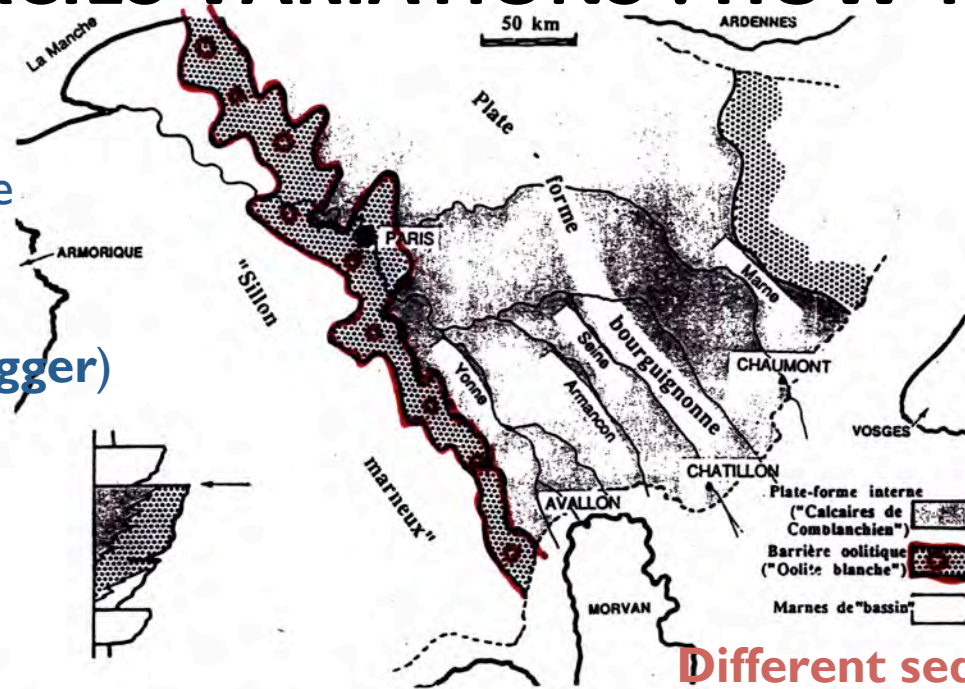 50 km
ARDENNES
La Manche
Plate
forme
bourguignonne
ARMORIQUE
PARIS
"Sillon
marneux"
gger)
Marne
Seine
Yonne
Armancon
CHAUMONT
VOSGES
CHATILLON
AVALLON
MORVAN
Plate-forme interne
("Calcaires de
Comblanchien")
Barrière oolitique
("Oolite blanche")
Marnes de"bassin"
Different sed